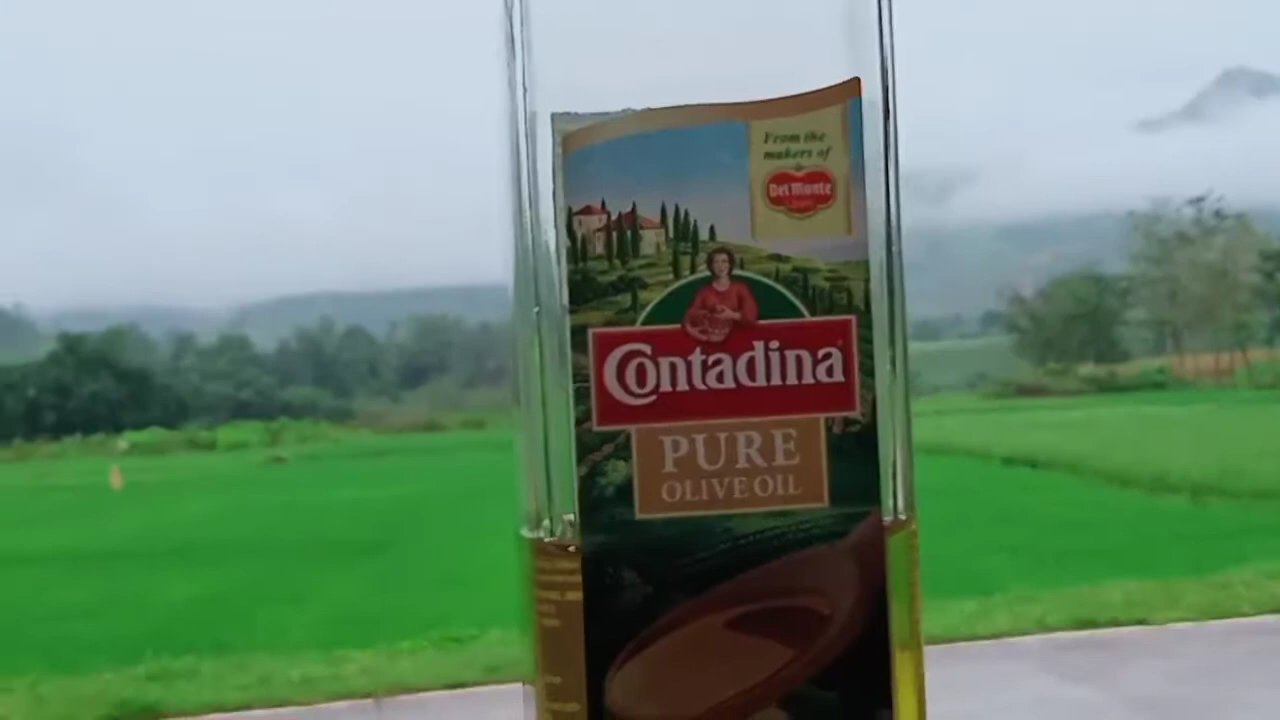 From the
makers of
Del Monte
Contadina
PURE
OLIVE OIL